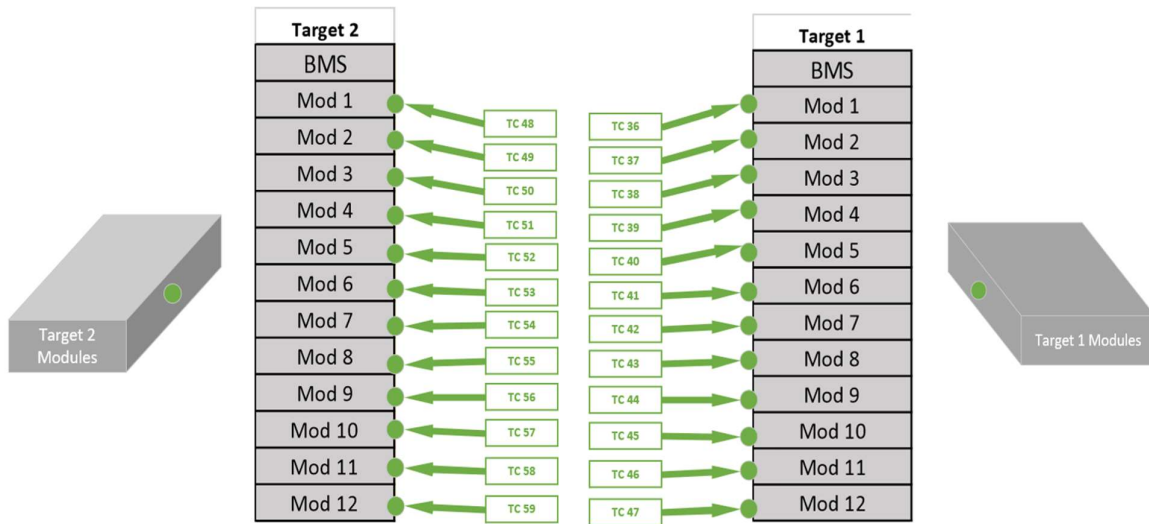 Target 2
BMS
Mod 1
Mod 2
Mod 3
Mod 4
Mod 5
Mod 6
Mod 7
Mod 8
Mod 9
Mod 10
Mod 11
Mod 12
Target 2
Modules
TC 48
TC 49
TC 50
TC 51
TC 52
TC 53
TC 54
TC 55
TC 56
TC 57
TC 58
TC 59
TC 36
TC 37
TC 38
TC 39
TC 40
TC 41
TC 42
TC 43
TC 44
TC 45
TC 46
TC 47
Target 1
BMS
Mod 1
Mod 2
Mod 3
Mod 4
Mod 5
Mod 6
Mod 7
Mod 8
Mod 9
Mod 10
Mod 11
Mod 12
Target 1 Modules